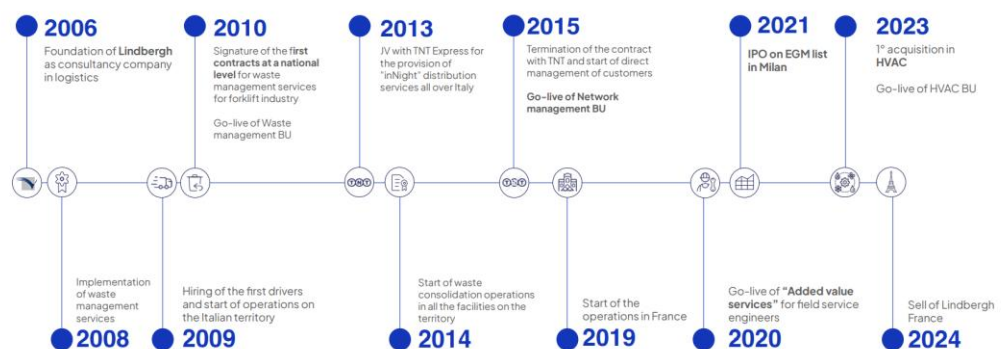 2006
Foundation of Lindbergh
as consultancy company
in logistics
2010
Signature of the first
contracts at a national
level for waste
management services
for forklift industry
Go-live of Waste
management BU
2013
JV with TNT Express for
the provision of
"inNight" distribution
services all over Italy
2015
Termination of the contract
with TNT and start of direct
management of customers
Go-live of Network
management BU
2021
IPO on EGM list
in Milan
2023
1° acquisition in
HVAC
Go-live of HVAC BU
TNT
TNT
Implementation
of waste
management
services
2008
Hiring of the first drivers
and start of operations on
the Italian territory
2009
Start of waste
consolidation operations
in all the facilities on the
territory
2014
Start of the
operations in France
2019
Go-live of "Added value
services" for field service
engineers
2020
Sell of Lindbergh
France
2024